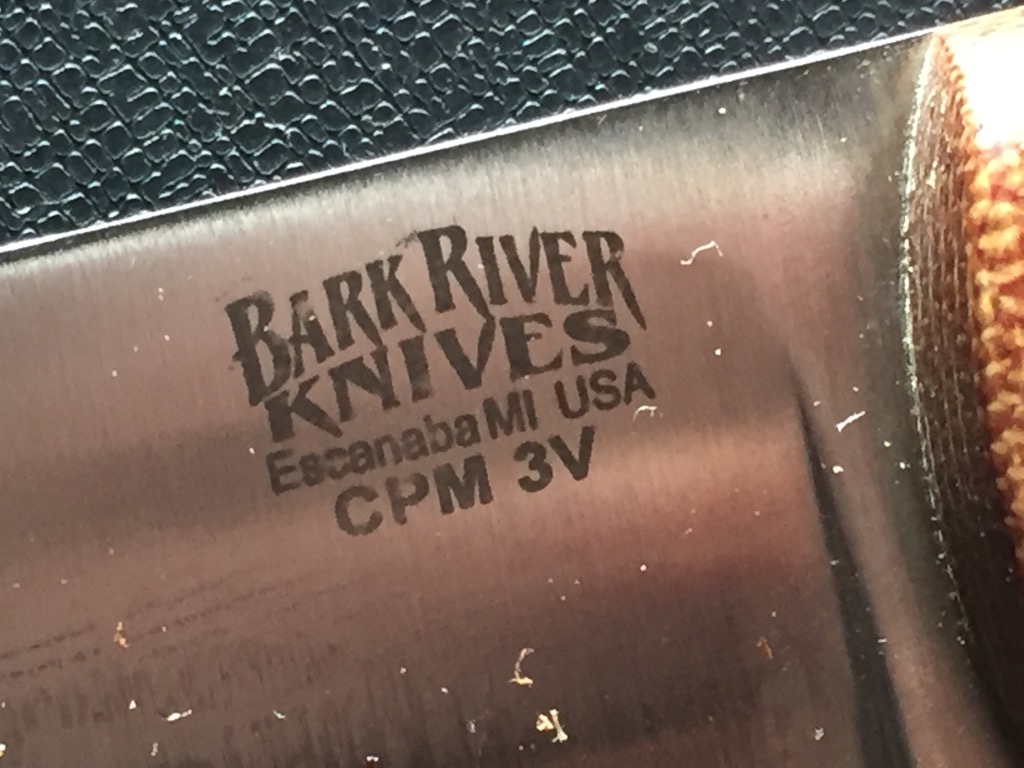 BARK RIVER
KNIVES
Escanaba MI USA
CPM 3V